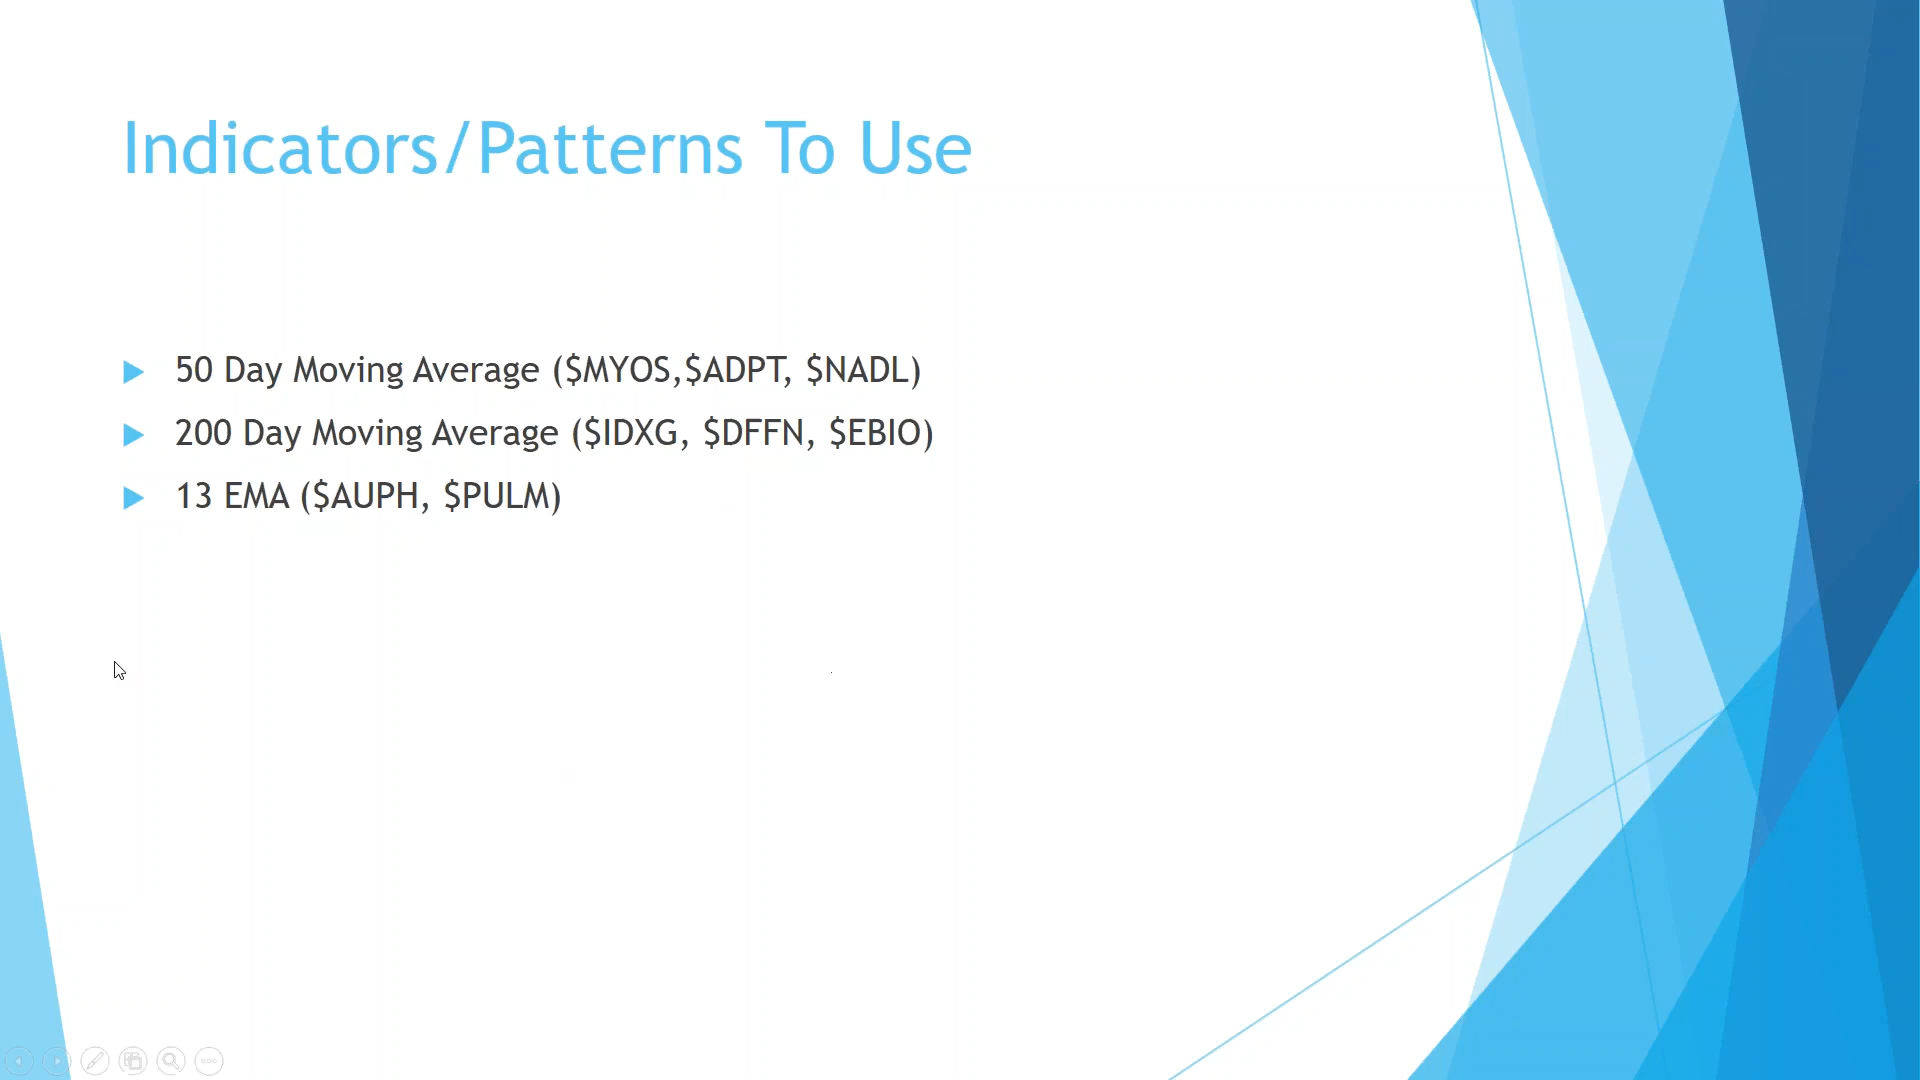 Indicators/Patterns To Use
50 Day Moving Average ($MYOS,$ADPT, $NADL)
200 Day Moving Average ($IDXG, $DFFN, $EBIO)
13 EMA ($AUPH, $PULM)